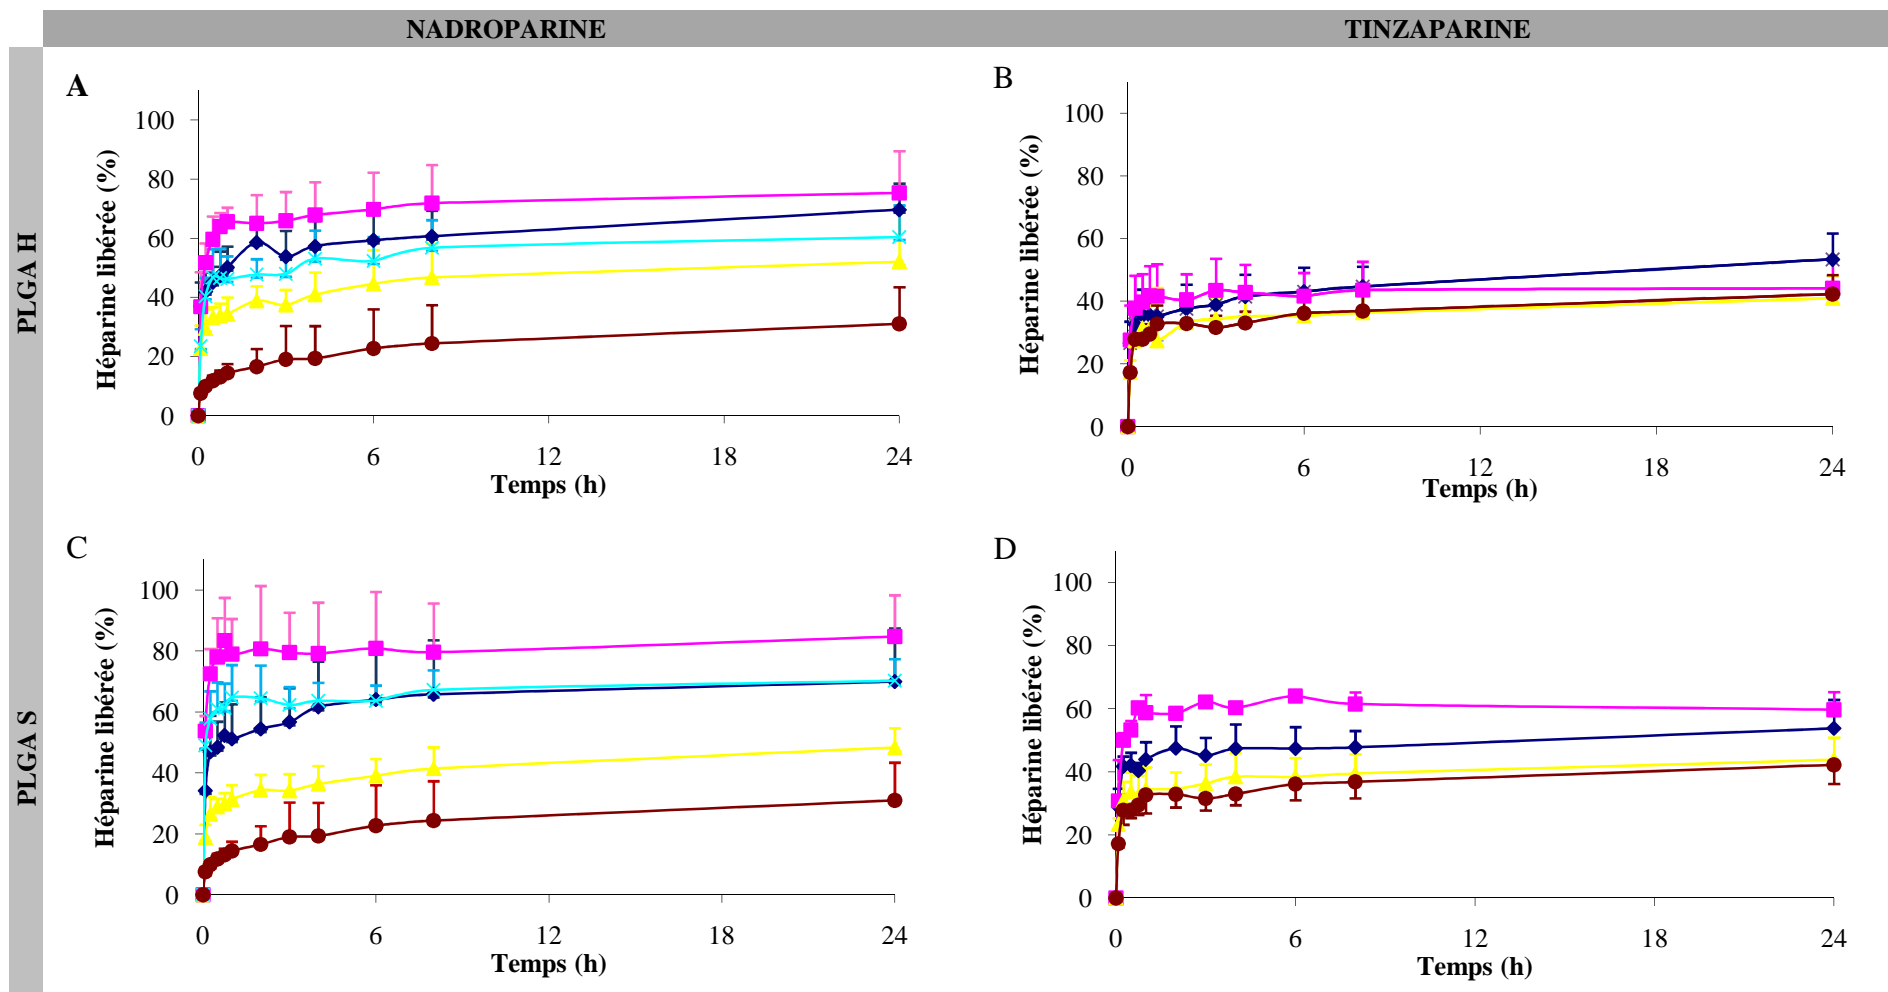 NADROPARINE
TINZAPARINE
PLGA H
A
Héparine libérée (%)
100
80
60
40
20
0
0
6
12
18
24
Temps (h)
B
Héparine libérée (%)
100
80
60
40
20
0
0
6
12
18
24
Temps (h)
PLGA S
C
Héparine libérée (%)
100
80
60
40
20
0
0
6
12
18
24
Temps (h)
D
Héparine libérée (%)
100
80
60
40
20
0
0
6
12
18
24
Temps (h)